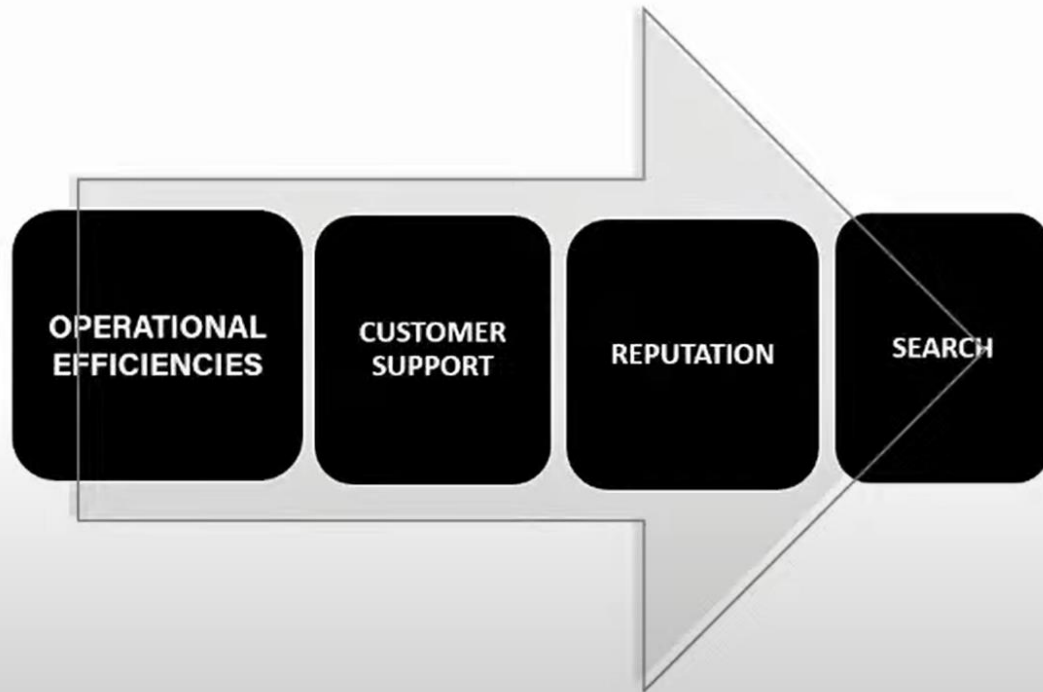 OPERATIONAL
EFFICIENCIES
CUSTOMER
SUPPORT
REPUTATION
SEARCH